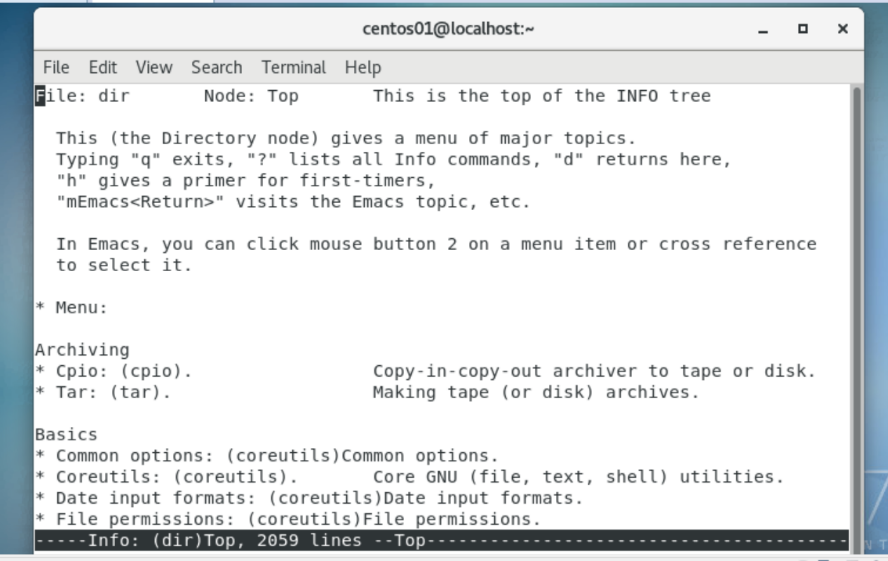 centos01@localhost:~
File Edit View Search Terminal Help
File: dir       Node: Top       This is the top of the INFO tree
  This (the Directory node) gives a menu of major topics.
  Typing "q" exits, "?" lists all Info commands, "d" returns here,
  "h" gives a primer for first-timers,
  "mEmacs<Return>" visits the Emacs topic, etc.
  In Emacs, you can click mouse button 2 on a menu item or cross reference
  to select it.
* Menu:
Archiving
* Cpio: (cpio).                 Copy-in-copy-out archiver to tape or disk.
* Tar: (tar).                   Making tape (or disk) archives.
Basics
* Common options: (coreutils)Common options.
* Coreutils: (coreutils).       Core GNU (file, text, shell) utilities.
* Date input formats: (coreutils)Date input formats.
* File permissions: (coreutils)File permissions.
-----Info: (dir)Top, 2059 lines --Top----------------------------------------
7